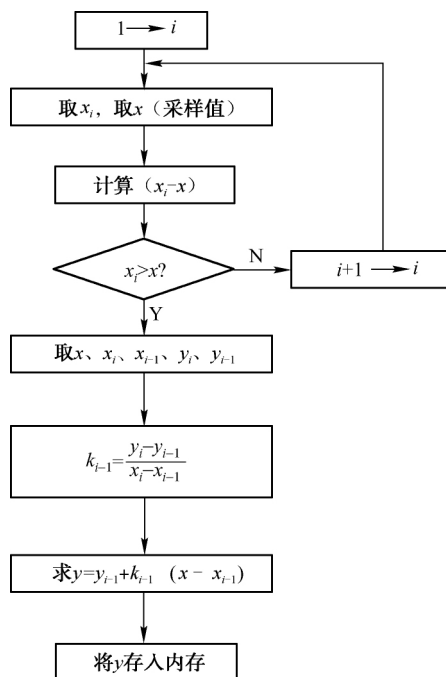 1 → i
取xᵢ, 取x（采样值）
计算（xᵢ-x）
xᵢ>x?
N
i+1 → i
Y
取x、xᵢ、xᵢ₋₁、yᵢ、yᵢ₋₁
kᵢ₋₁=(yᵢ-yᵢ₋₁)/(xᵢ-xᵢ₋₁)
求y=yᵢ₋₁+kᵢ₋₁（x - xᵢ₋₁）
将y存入内存